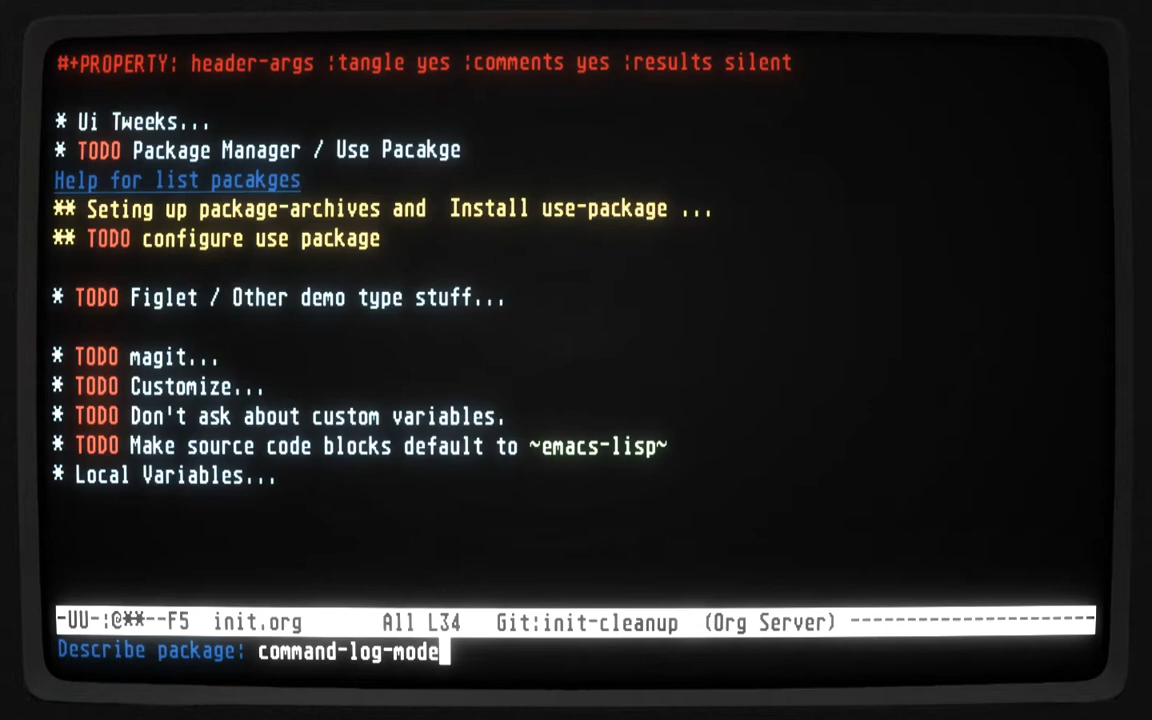 #+PROPERTY: header-args :tangle yes :comments yes :results silent
* Ui Tweeks...
* TODO Package Manager / Use Pacakge
Help for list pacakges
** Seting up package-archives and  Install use-package ...
** TODO configure use package
* TODO Figlet / Other demo type stuff...
* TODO magit...
* TODO Customize...
* TODO Don't ask about custom variables.
* TODO Make source code blocks default to ~emacs-lisp~
* Local Variables...
-UU-:@**--F5  init.org        All L34    Git:init-cleanup  (Org Server) ----------------------
Describe package: command-log-mode